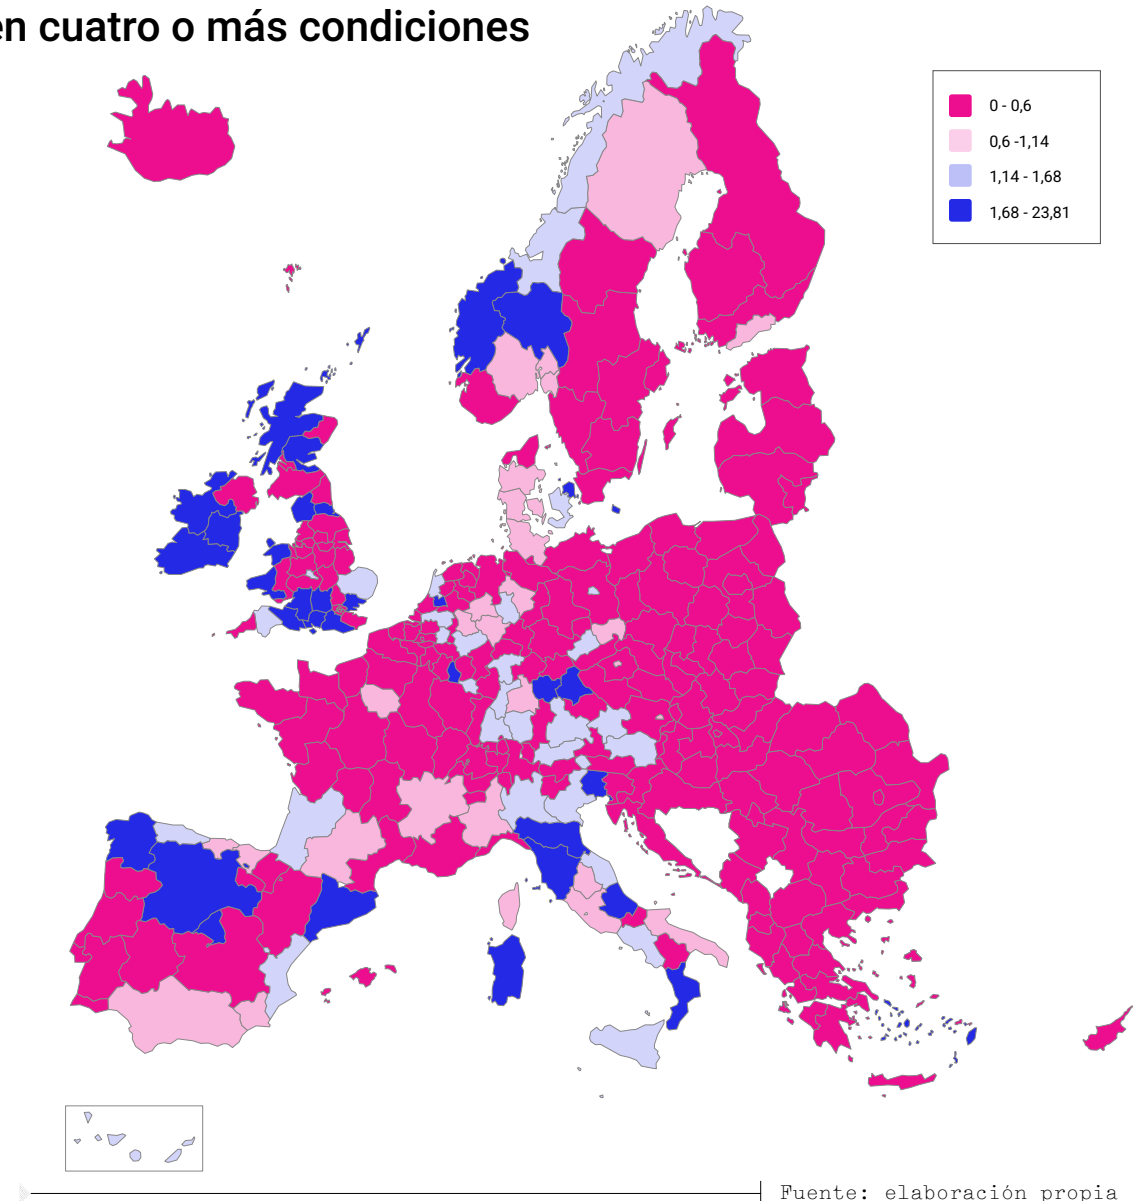 en cuatro o más condiciones
0 - 0,6
0,6 -1,14
1,14 - 1,68
1,68 - 23,81
Fuente: elaboración propia